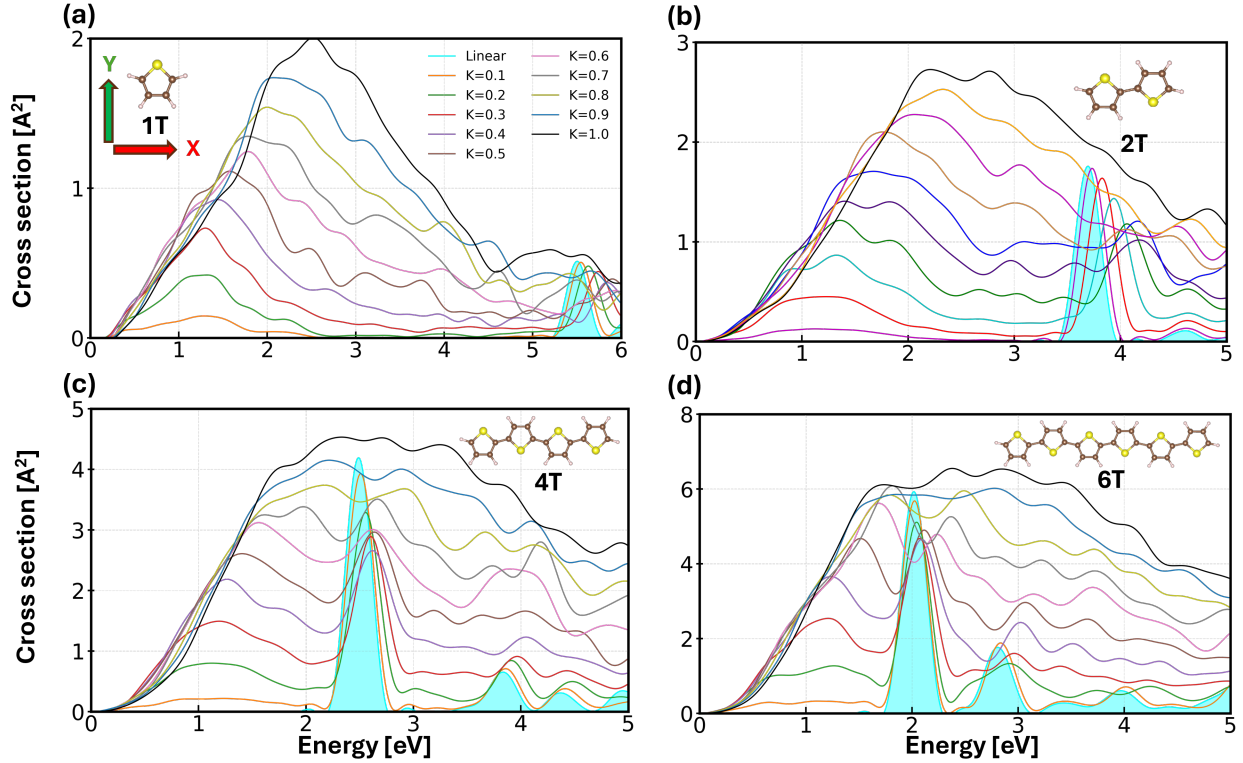 (a)
Cross section [A²]
2
1
0
0 1 2 3 4 5 6
Y
X
1T
Linear
K=0.1
K=0.2
K=0.3
K=0.4
K=0.5
K=0.6
K=0.7
K=0.8
K=0.9
K=1.0
(b)
3
2
1
0
0 1 2 3 4 5
2T
(c)
Cross section [A²]
5
4
3
2
1
0
0 1 2 3 4 5
Energy [eV]
4T
(d)
8
6
4
2
0
0 1 2 3 4 5
Energy [eV]
6T